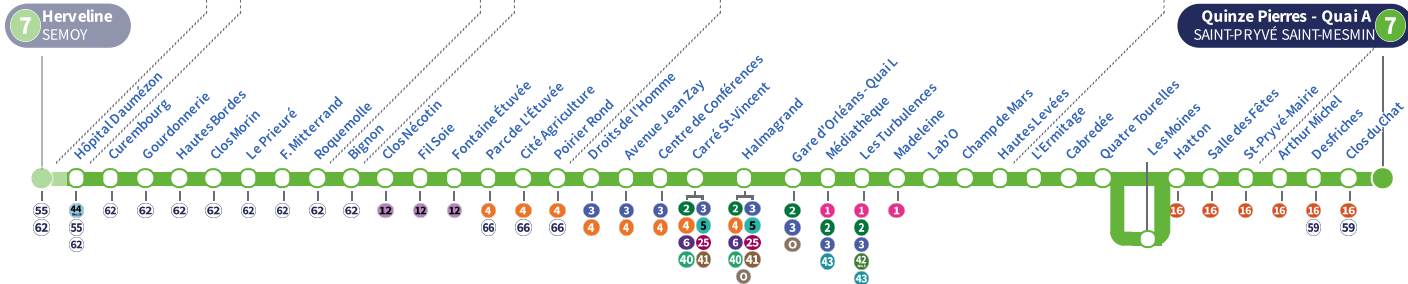 7 Herveline
SEMOY
Quinze Pierres - Quai A 7
SAINT-PRYVÉ SAINT-MESMIN
Hôpital Daumézon
Curembourg
Gourdonnerie
Hautes Bordes
Clos Morin
Le Prieuré
F. Mitterrand
Roquemolle
Bignon
Clos Nécotin
Fil Soie
Fontaine Étuvée
Parc de L'Étuvée
Cité Agriculture
Poirier Rond
Droits de l'Homme
Avenue Jean Zay
Centre de Conférences
Carré St-Vincent
Halmagrand
Gare d'Orléans - Quai L
Médiathèque
Les Turbulences
Madeleine
Lab'O
Champ de Mars
Hautes Levées
L'Ermitage
Cabredée
Quatre Tourelles
Les Moines
Hatton
Salle des Fêtes
St-Pryvé-Mairie
Arthur Michel
Desfriches
Clos du Chat
55 44 62 62 62 62 62 62 62 62 12 12 12 4 4 4 3 3 3 2 3 2 3 2 1 1 1 16 16 16 16 16 16
62 55 66 66 66 4 4 4 4 5 4 5 3 2 2 59 59
62 6 25 6 25 O 3 3
40 41 40 41 43 42
O 43